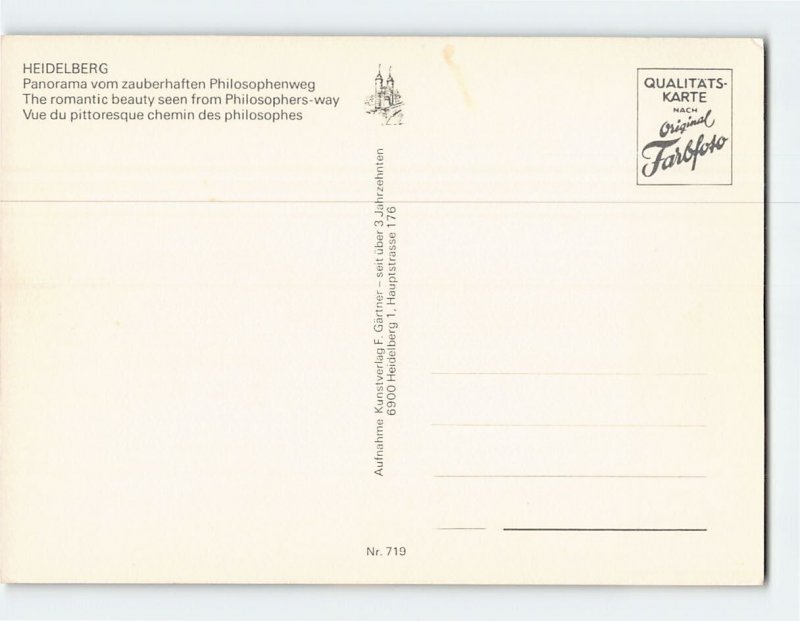 HEIDELBERG
Panorama vom zauberhaften Philosophenweg
The romantic beauty seen from Philosophers-way
Vue du pittoresque chemin des philosophes
QUALITÄTS-
KARTE
NACH
Original
Farbfoto
Aufnahme Kunstverlag F. Gärtner – seit über 3 Jahrzehnten
6900 Heidelberg 1, Hauptstrasse 176
Nr. 719